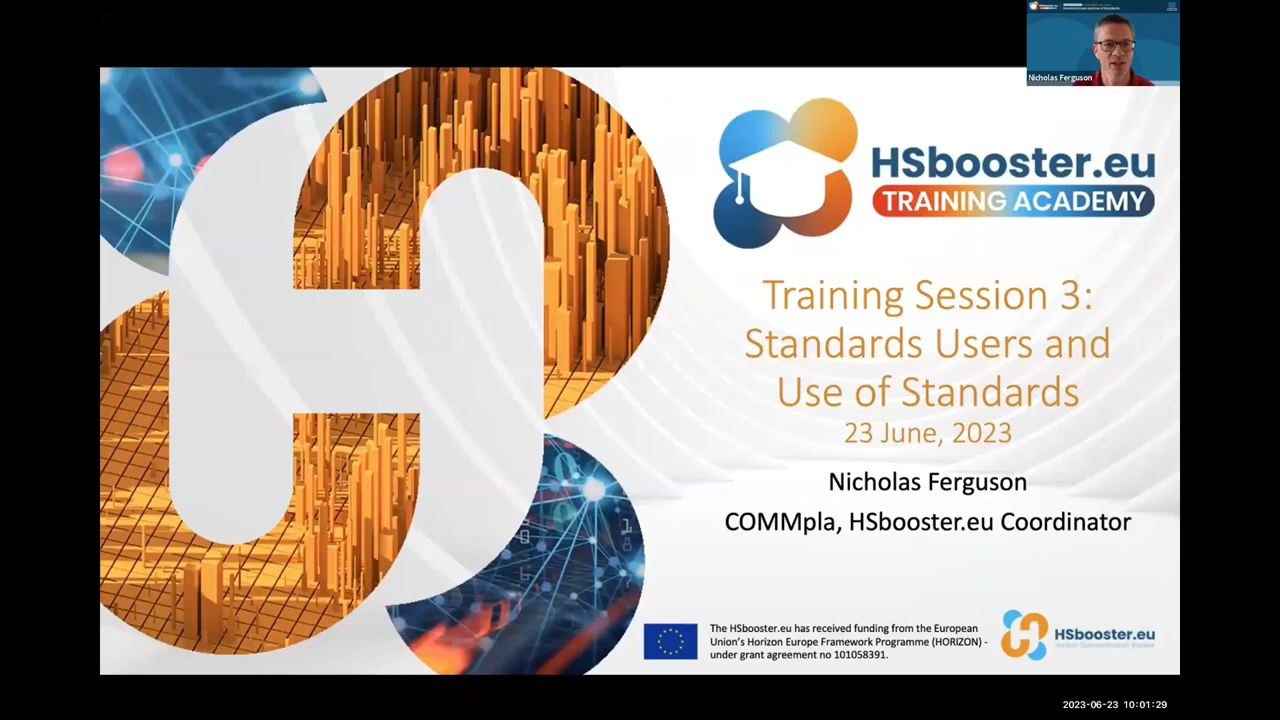 Nicholas Ferguson
HSbooster.eu
TRAINING ACADEMY
Training Session 3:
Standards Users and
Use of Standards
23 June, 2023
Nicholas Ferguson
COMMpla, HSbooster.eu Coordinator
The HSbooster.eu has received funding from the European
Union's Horizon Europe Framework Programme (HORIZON) -
under grant agreement no 101058391.
HSbooster.eu
2023-06-23 10:01:29